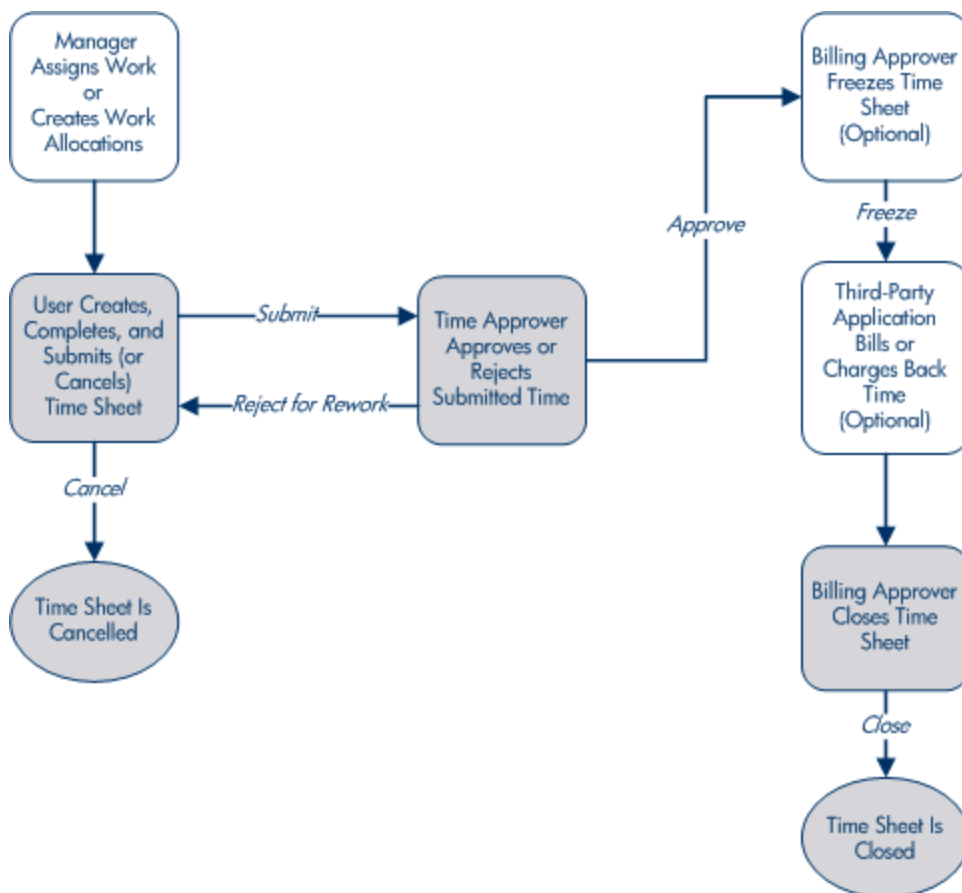 Manager
Assigns Work
or
Creates Work
Allocations
User Creates,
Completes, and
Submits (or
Cancels)
Time Sheet
Submit
Reject for Rework
Cancel
Time Sheet Is
Cancelled
Time Approver
Approves or
Rejects
Submitted Time
Approve
Billing Approver
Freezes Time
Sheet
(Optional)
Freeze
Third-Party
Application
Bills or
Charges Back
Time
(Optional)
Billing Approver
Closes Time
Sheet
Close
Time Sheet Is
Closed